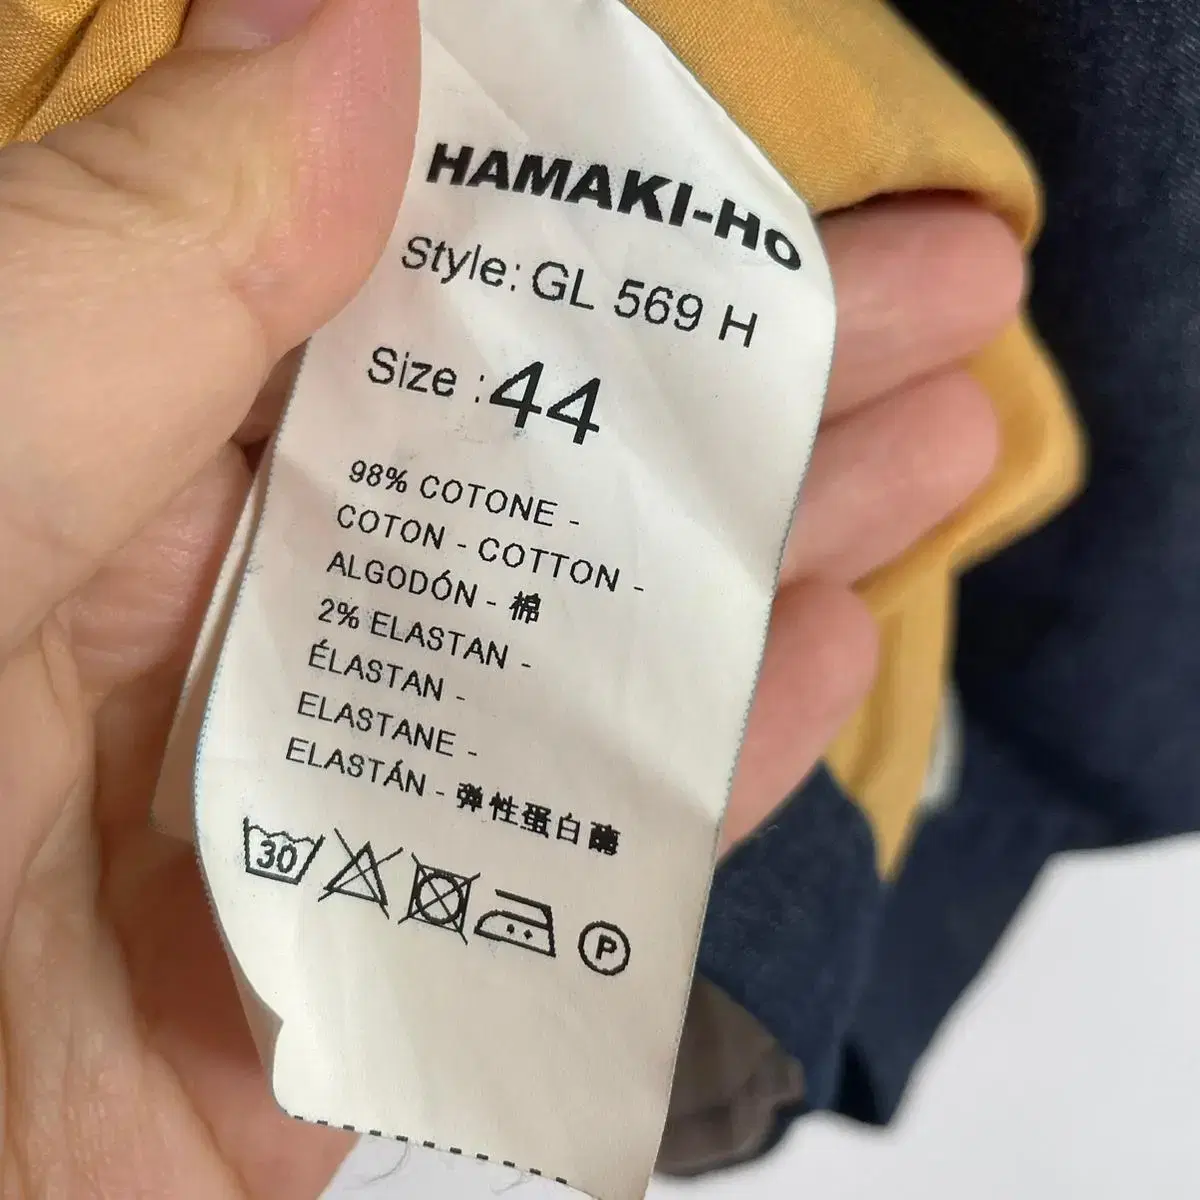 HAMAKI-HO
Style: GL 569 H
Size : 44
98% COTONE -
COTON - COTTON -
ALGODÓN - 棉
2% ELASTAN -
ÉLASTAN -
ELASTANE -
ELASTÁN - 弹性蛋白酶
30
P